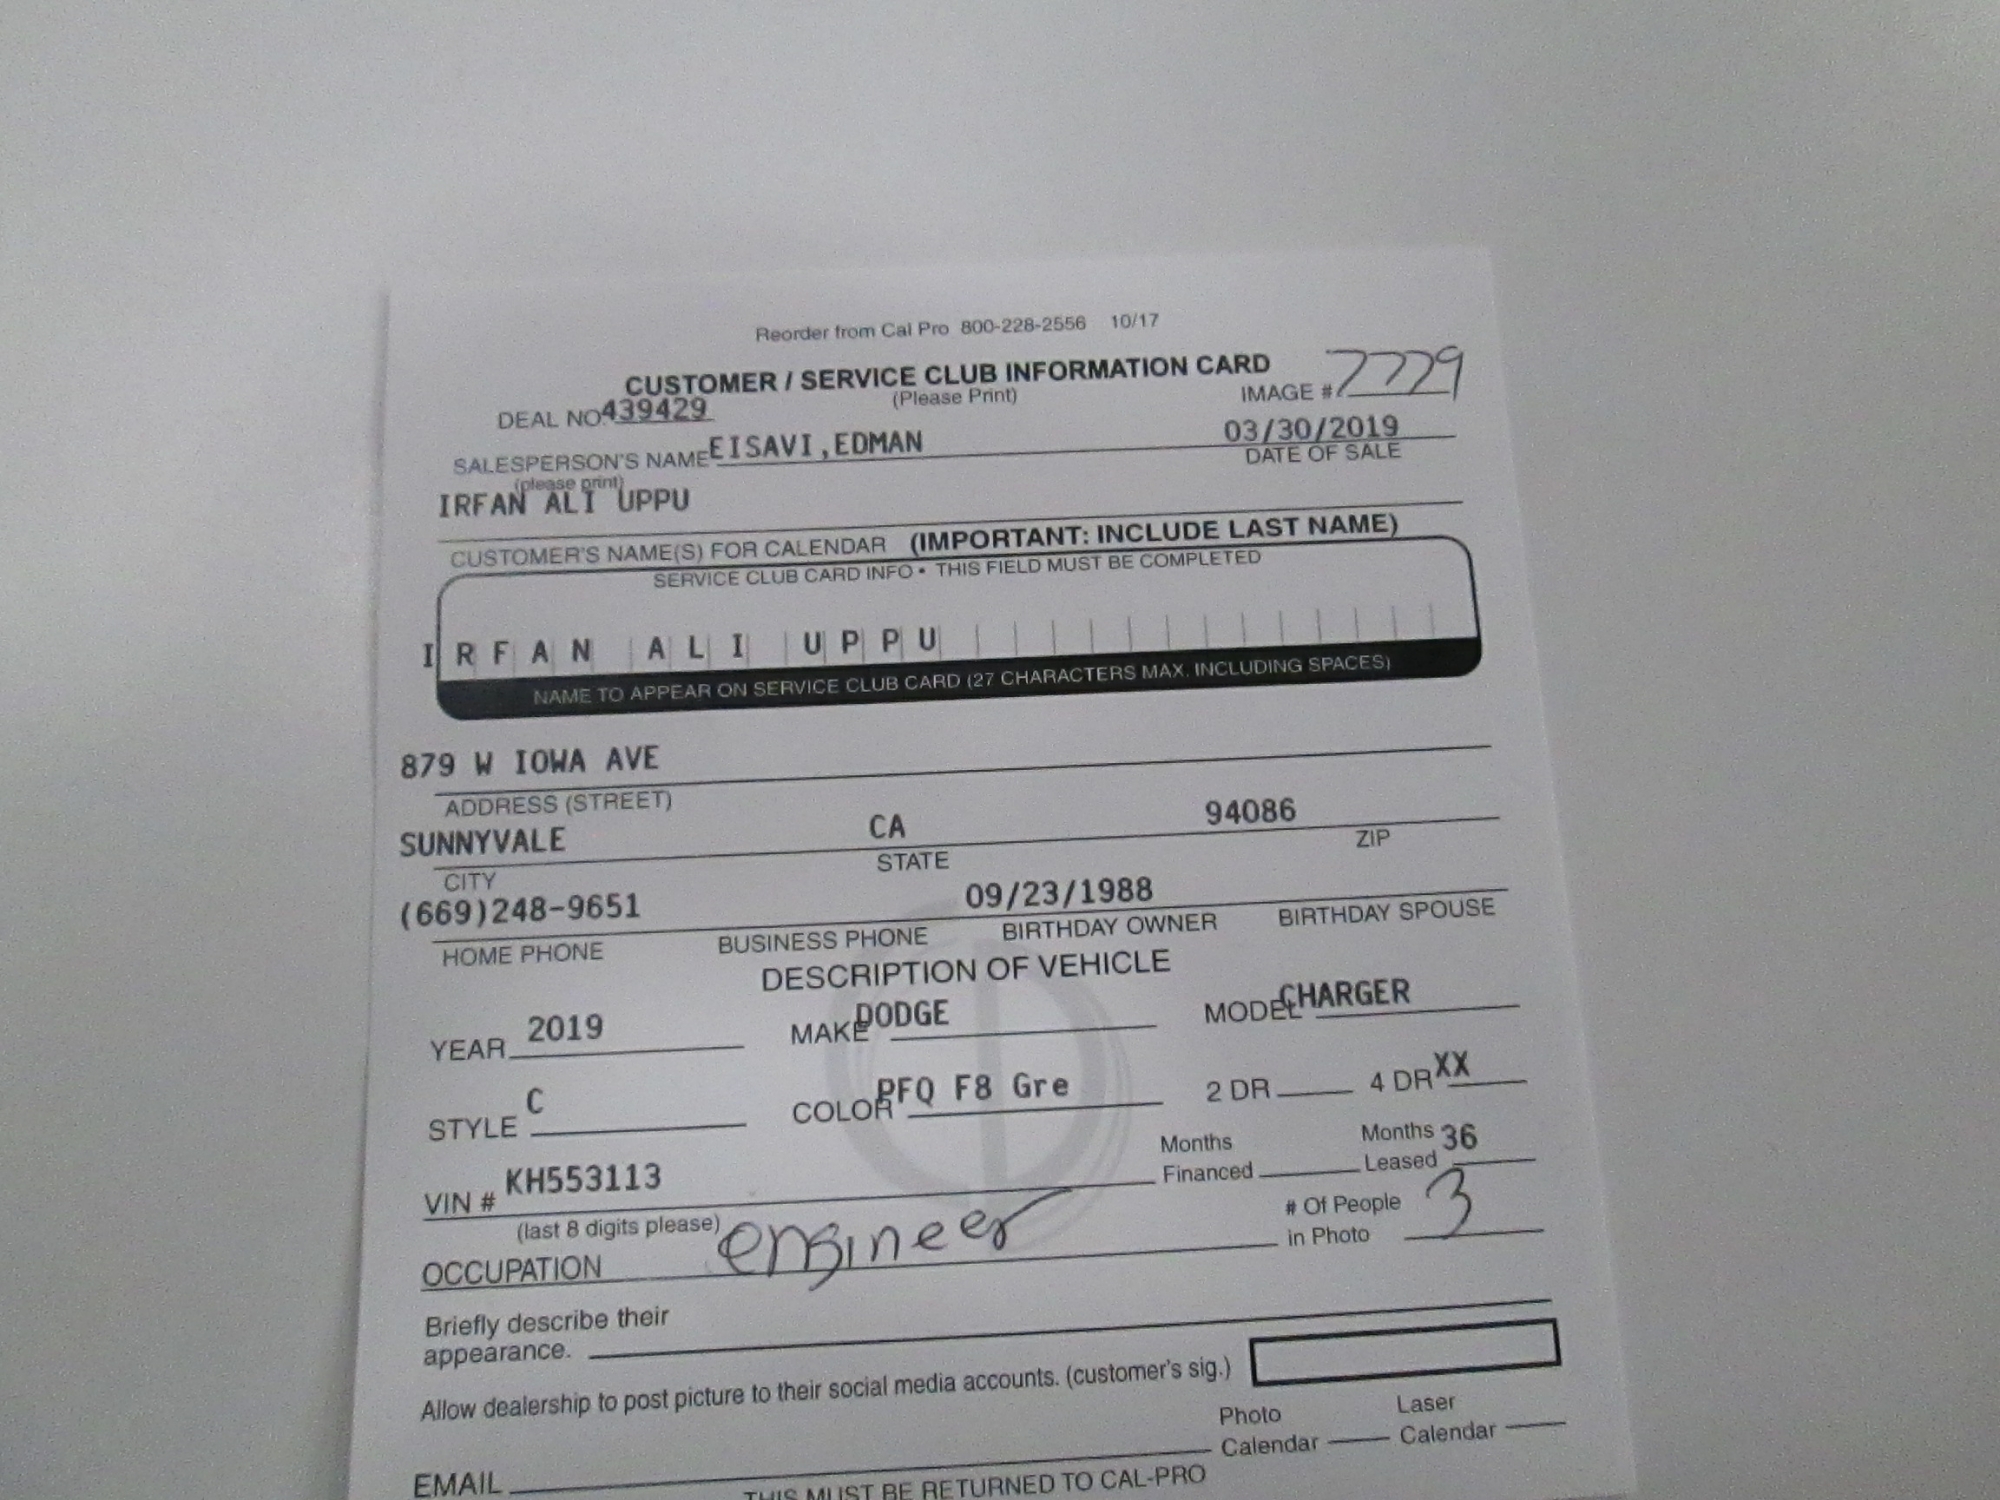 Reorder from Cal Pro 800-228-2556 10/17
CUSTOMER / SERVICE CLUB INFORMATION CARD
(Please Print)
IMAGE # 7729
DEAL NO. 439429
SALESPERSON'S NAME EISAVI,EDMAN 03/30/2019
(please print) DATE OF SALE
IRFAN ALI UPPU
CUSTOMER'S NAME(S) FOR CALENDAR (IMPORTANT: INCLUDE LAST NAME)
SERVICE CLUB CARD INFO • THIS FIELD MUST BE COMPLETED
IRFAN ALI UPPU
NAME TO APPEAR ON SERVICE CLUB CARD (27 CHARACTERS MAX. INCLUDING SPACES)
879 W IOWA AVE
ADDRESS (STREET)
SUNNYVALE CA 94086
CITY STATE ZIP
(669)248-9651 09/23/1988
HOME PHONE BUSINESS PHONE BIRTHDAY OWNER BIRTHDAY SPOUSE
DESCRIPTION OF VEHICLE
YEAR 2019 MAKE DODGE MODEL CHARGER
STYLE C COLOR PFQ F8 Gre 2 DR 4 DR XX
VIN # KH553113 Months Financed Months Leased 36
(last 8 digits please)
OCCUPATION engineer # Of People in Photo 3
Briefly describe their
appearance.
Allow dealership to post picture to their social media accounts. (customer's sig.)
EMAIL Photo Calendar Laser Calendar
THIS MUST BE RETURNED TO CAL-PRO